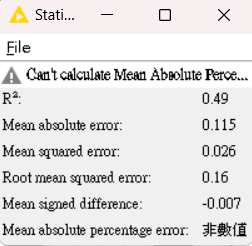 Stati...
File
Can't calculate Mean Absolute Perce...
R²: 0.49
Mean absolute error: 0.115
Mean squared error: 0.026
Root mean squared error: 0.16
Mean signed difference: -0.007
Mean absolute percentage error: 非數值